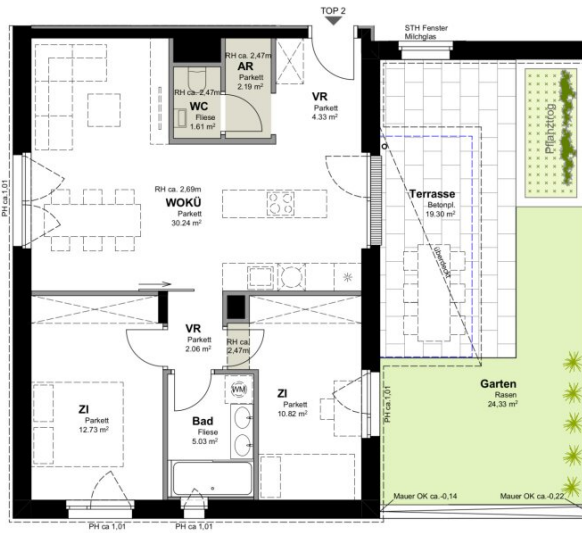 TOP 2
STH Fenster
Milchglas
RH ca. 2,47m
AR
Parkett
2.19 m²
RH ca. 2,47m
WC
Fliese
1.61 m²
VR
Parkett
4.33 m²
Pflanztrog
PH ca.1,01
RH ca. 2,69m
WOKÜ
Parkett
30.24 m²
Terrasse
Betonpl.
19.30 m²
überdeckt
VR
Parkett
2.06 m²
RH ca.
2,47m
ZI
Parkett
12.73 m²
WM
Bad
Fliese
5.03 m²
ZI
Parkett
10.82 m²
PH ca.1,01
Garten
Rasen
24,33 m²
Mauer OK ca.-0,14
Mauer OK ca.-0,22
PH ca 1,01
PH ca 1,01